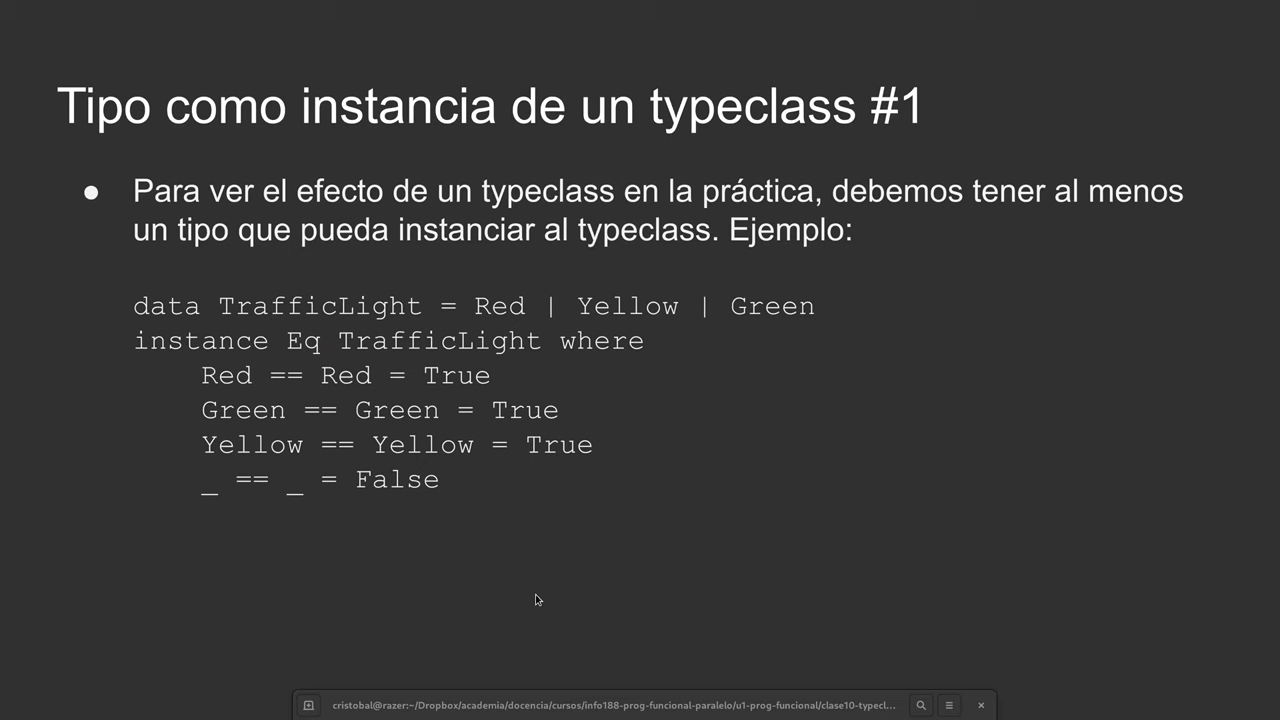 Tipo como instancia de un typeclass #1
● Para ver el efecto de un typeclass en la práctica, debemos tener al menos
un tipo que pueda instanciar al typeclass. Ejemplo:
data TrafficLight = Red | Yellow | Green
instance Eq TrafficLight where
    Red == Red = True
    Green == Green = True
    Yellow == Yellow = True
    _ == _ = False
cristobal@razer:~/Dropbox/academia/docencia/cursos/info188-prog-funcional-paralelo/u1-prog-funcional/clase10-typecl...